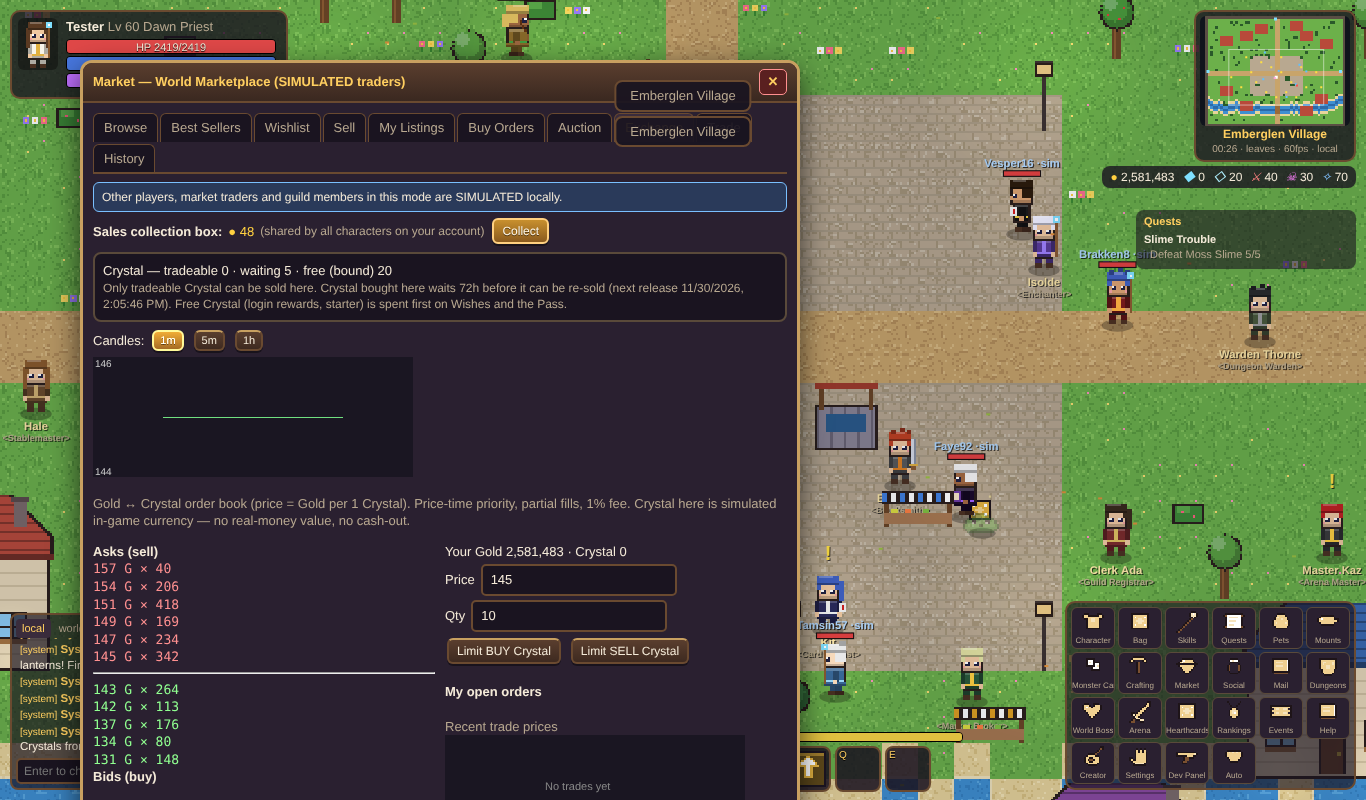 Tester Lv 60 Dawn Priest
HP 2419/2419
Market — World Marketplace (SIMULATED traders)
×
Emberglen Village
Emberglen Village
Browse
Best Sellers
Wishlist
Sell
My Listings
Buy Orders
Auction
History
Other players, market traders and guild members in this mode are SIMULATED locally.
Sales collection box: 48 (shared by all characters on your account) Collect
Crystal — tradeable 0 · waiting 5 · free (bound) 20
Only tradeable Crystal can be sold here. Crystal bought here waits 72h before it can be re-sold (next release 11/30/2026,
2:05:46 PM). Free Crystal (login rewards, starter) is spent first on Wishes and the Pass.
Candles: 1m 5m 1h
146
144
Gold ↔ Crystal order book (price = Gold per 1 Crystal). Price-time priority, partial fills, 1% fee. Crystal here is simulated
in-game currency — no real-money value, no cash-out.
Asks (sell)
157 G × 40
154 G × 206
151 G × 418
149 G × 169
147 G × 234
145 G × 342
143 G × 264
142 G × 113
137 G × 176
134 G × 80
131 G × 148
Bids (buy)
Your Gold 2,581,483 · Crystal 0
Price 145
Qty 10
Limit BUY Crystal
Limit SELL Crystal
My open orders
Recent trade prices
No trades yet
Emberglen Village
00:26 - leaves - 60fps - local
2,581,483 0 20 40 30 70
Quests
Slime Trouble
Defeat Moss Slime 5/5
Vesper16 ·sim
Isolde
<Enchanter>
Brakken8
Warden Thorne
<Dungeon Warden>
Hale
<Stablemaster>
Faye92 ·sim
!
Clerk Ada
<Guild Registrar>
!
Master Kaz
<Arena Master>
!
Tamsin57 ·sim
local
[system]
lanterns!
[system]
[system]
[system]
[system]
Crystals
Enter to
Q
E
Character
Bag
Skills
Quests
Pets
Mounts
Monster Ca
Crafting
Market
Social
Mail
Dungeons
World Boss
Arena
Hearthcards
Rankings
Events
Help
Creator
Settings
Dev Panel
Auto